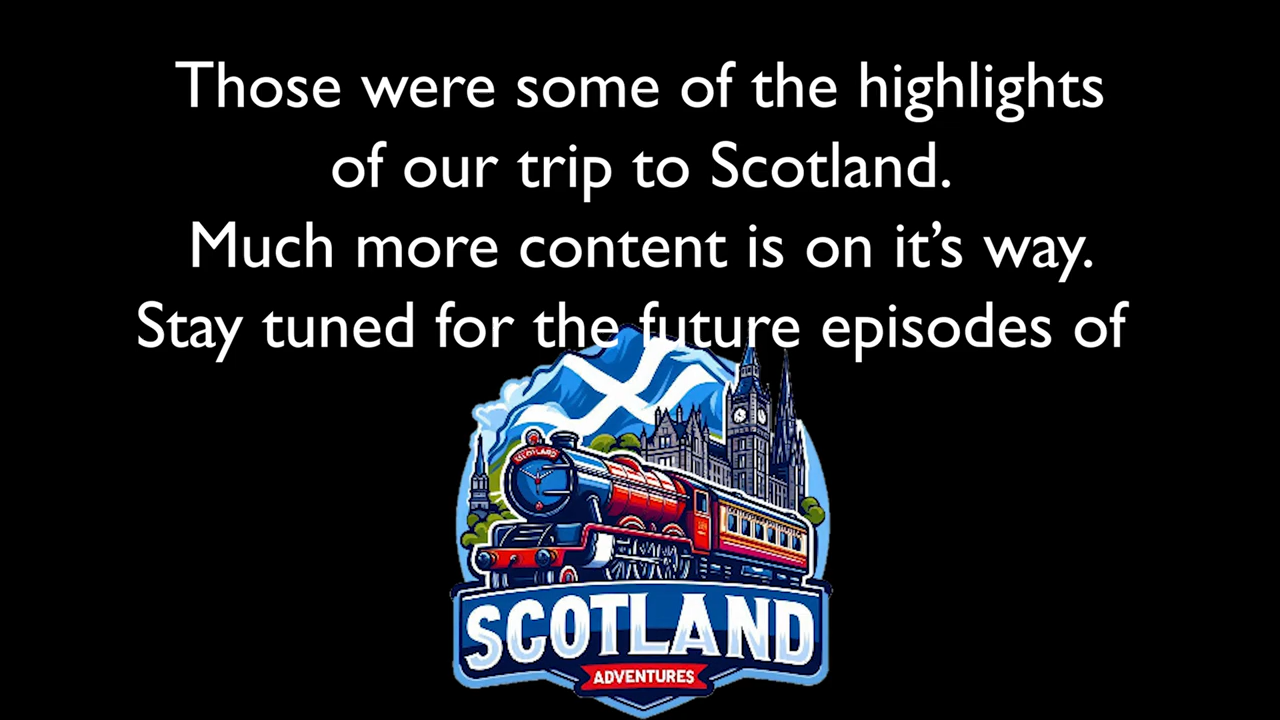 Those were some of the highlights
of our trip to Scotland.
Much more content is on it’s way.
Stay tuned for the future episodes of
SCOTLAND
SCOTLAND
ADVENTURES